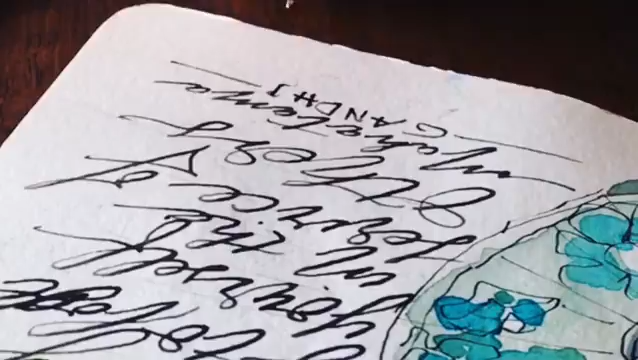 yourself
in the
service of
others
Mahatma
GANDHI